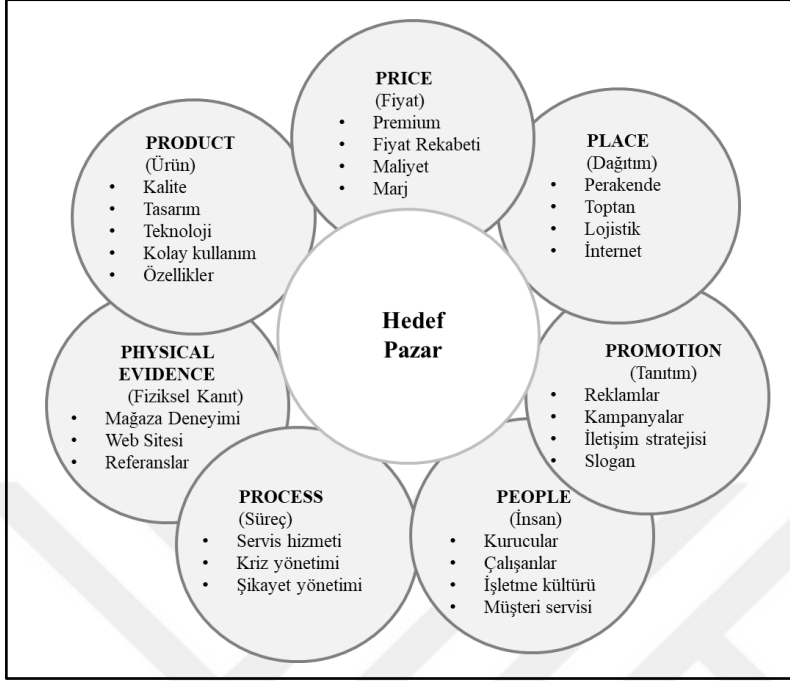 PRICE
(Fiyat)
• Premium
• Fiyat Rekabeti
• Maliyet
• Marj
PLACE
(Dağıtım)
• Perakende
• Toptan
• Lojistik
• İnternet
PROMOTION
(Tanıtım)
• Reklamlar
• Kampanyalar
• İletişim stratejisi
• Slogan
PEOPLE
(İnsan)
• Kurucular
• Çalışanlar
• İşletme kültürü
• Müşteri servisi
PROCESS
(Süreç)
• Servis hizmeti
• Kriz yönetimi
• Şikayet yönetimi
PHYSICAL
EVIDENCE
(Fiziksel Kanıt)
• Mağaza Deneyimi
• Web Sitesi
• Referanslar
PRODUCT
(Ürün)
• Kalite
• Tasarım
• Teknoloji
• Kolay kullanım
• Özellikler
Hedef
Pazar